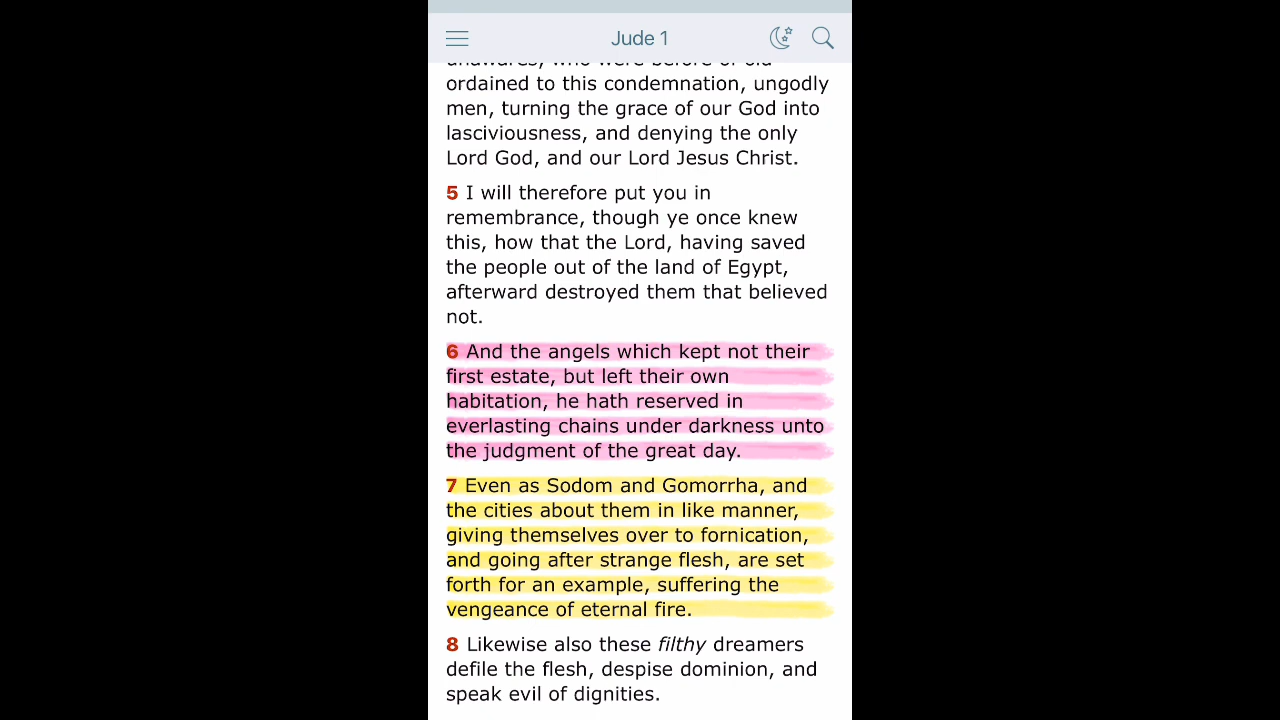 Jude 1
ordained to this condemnation, ungodly
men, turning the grace of our God into
lasciviousness, and denying the only
Lord God, and our Lord Jesus Christ.
5 I will therefore put you in
remembrance, though ye once knew
this, how that the Lord, having saved
the people out of the land of Egypt,
afterward destroyed them that believed
not.
6 And the angels which kept not their
first estate, but left their own
habitation, he hath reserved in
everlasting chains under darkness unto
the judgment of the great day.
7 Even as Sodom and Gomorrha, and
the cities about them in like manner,
giving themselves over to fornication,
and going after strange flesh, are set
forth for an example, suffering the
vengeance of eternal fire.
8 Likewise also these filthy dreamers
defile the flesh, despise dominion, and
speak evil of dignities.